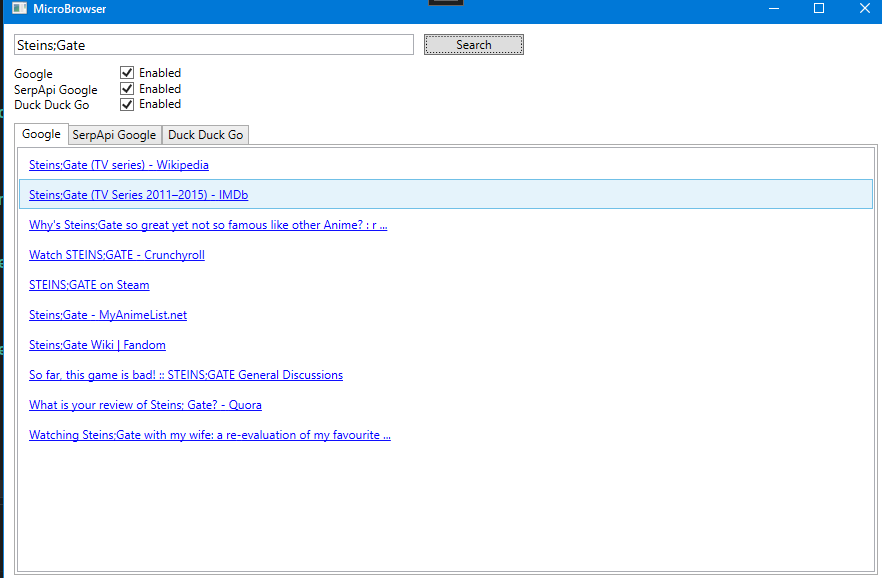 MicroBrowser
Steins;Gate
Search
Google Enabled
SerpApi Google Enabled
Duck Duck Go Enabled
Google SerpApi Google Duck Duck Go
Steins;Gate (TV series) - Wikipedia
Steins;Gate (TV Series 2011–2015) - IMDb
Why's Steins;Gate so great yet not so famous like other Anime? : r ...
Watch STEINS;GATE - Crunchyroll
STEINS;GATE on Steam
Steins;Gate - MyAnimeList.net
Steins;Gate Wiki | Fandom
So far, this game is bad! :: STEINS;GATE General Discussions
What is your review of Steins; Gate? - Quora
Watching Steins;Gate with my wife: a re-evaluation of my favourite ...